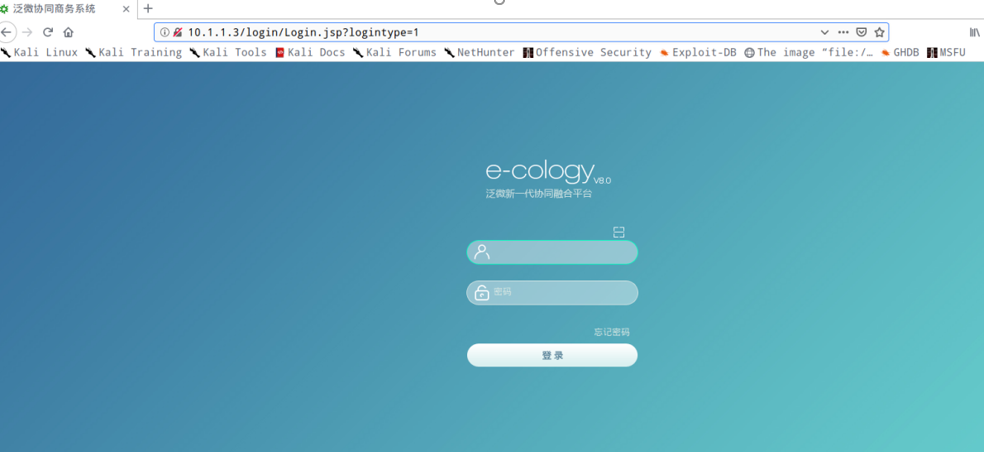 泛微协同商务系统
10.1.1.3/login/Login.jsp?logintype=1
Kali Linux Kali Training Kali Tools Kali Docs Kali Forums NetHunter Offensive Security Exploit-DB The image “file:/… GHDB MSFU
e-cology V8.0
泛微新一代协同融合平台
密码
忘记密码
登录